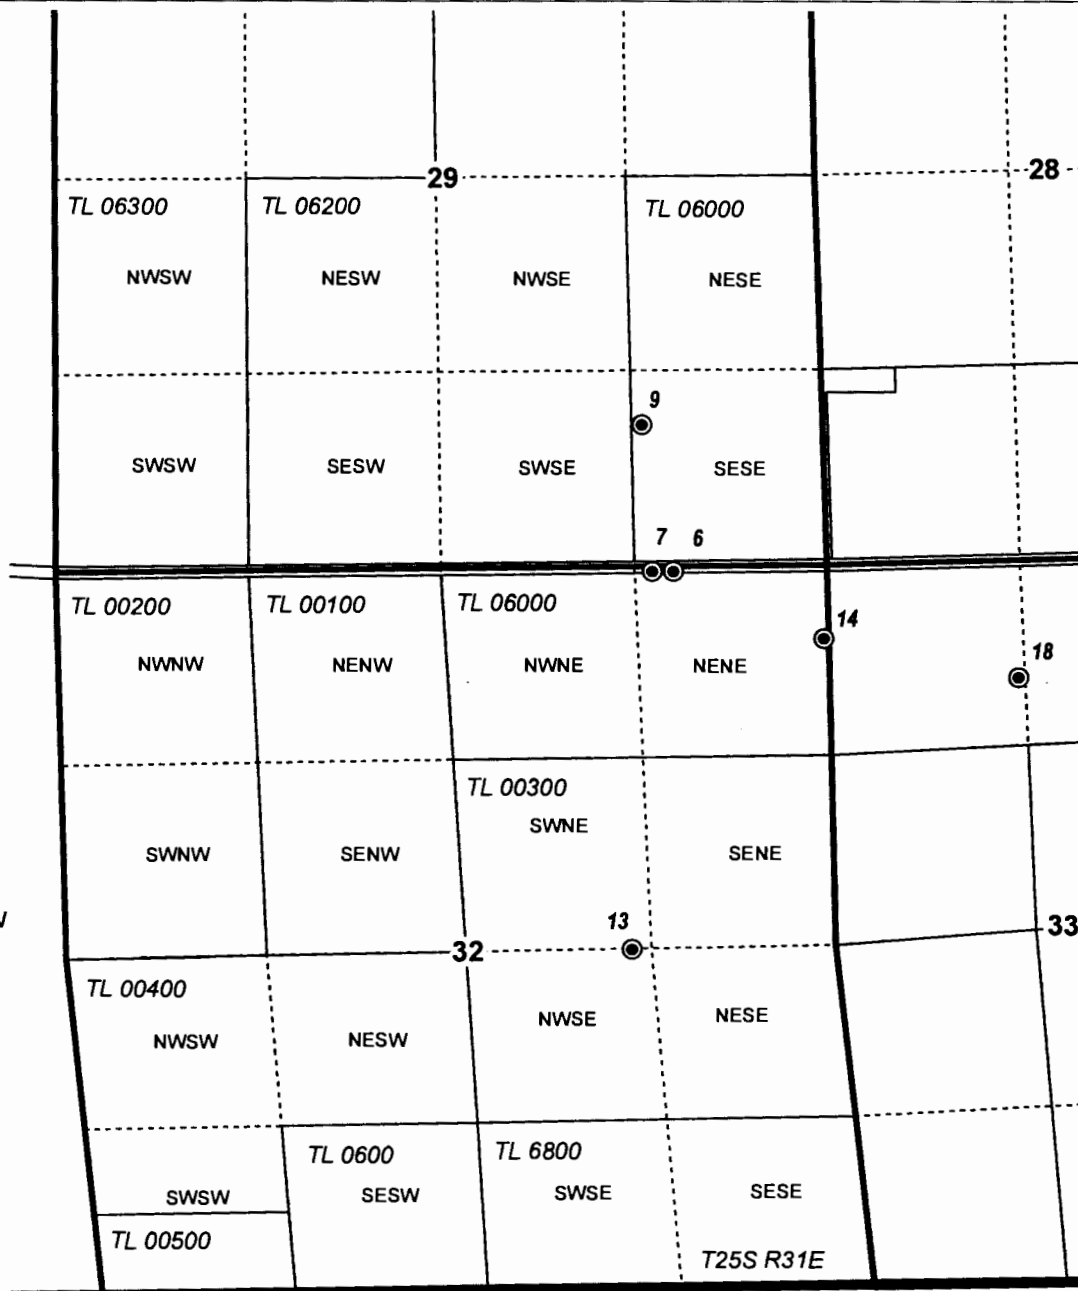 29
28
TL 06300
TL 06200
TL 06000
NWSW
NESW
NWSE
NESE
9
SWSW
SESW
SWSE
SESE
7
6
TL 00200
TL 00100
TL 06000
14
NWNW
NENW
NWNE
NENE
18
TL 00300
SWNE
SWNW
SENW
SENE
13
33
32
TL 00400
NWSW
NESW
NWSE
NESE
TL 0600
TL 6800
SWSW
SESW
SWSE
SESE
TL 00500
T25S R31E